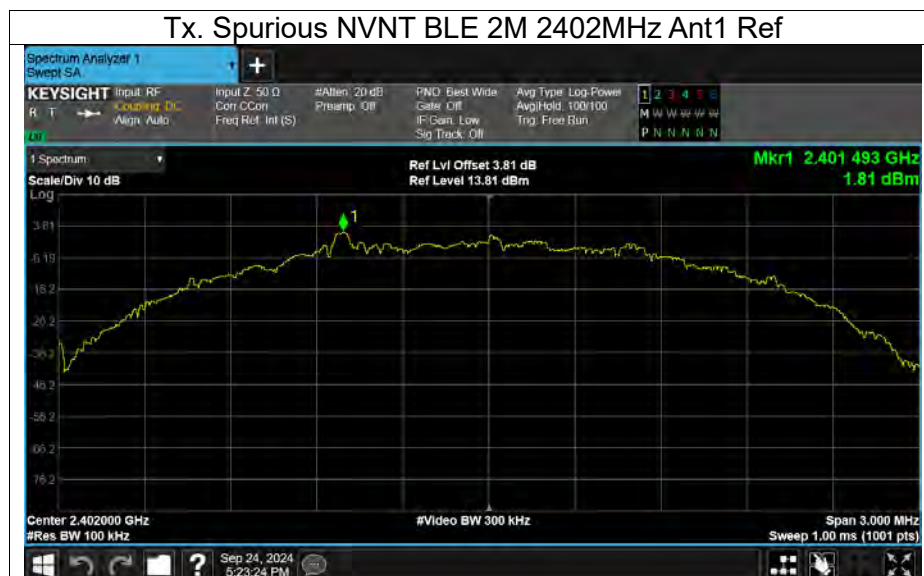 Tx. Spurious NVNT BLE 2M 2402MHz Ant1 Ref
Spectrum Analyzer 1
Swept SA
KEYSIGHT Input: RF Input Z: 50 Ω #Atten: 20 dB PNO: Best Wide Avg Type: Log-Power 1 2 3 4 5 6
R T Coupling: DC Corr CCorr Preamp: Off Gate: Off Avg|Hold: 100/100 M W W W W W
Align: Auto Freq Ref: Int (S) IF Gain: Low Trig: Free Run
Sig Track: Off P N N N N N
1 Spectrum Ref Lvl Offset 3.81 dB Mkr1 2.401 493 GHz
Scale/Div 10 dB Ref Level 13.81 dBm 1.81 dBm
Log
1
3.81
-6.19
-16.2
-26.2
-36.2
-46.2
-56.2
-66.2
-76.2
Center 2.402000 GHz #Video BW 300 kHz Span 3.000 MHz
#Res BW 100 kHz Sweep 1.00 ms (1001 pts)
Sep 24, 2024
5:23:24 PM